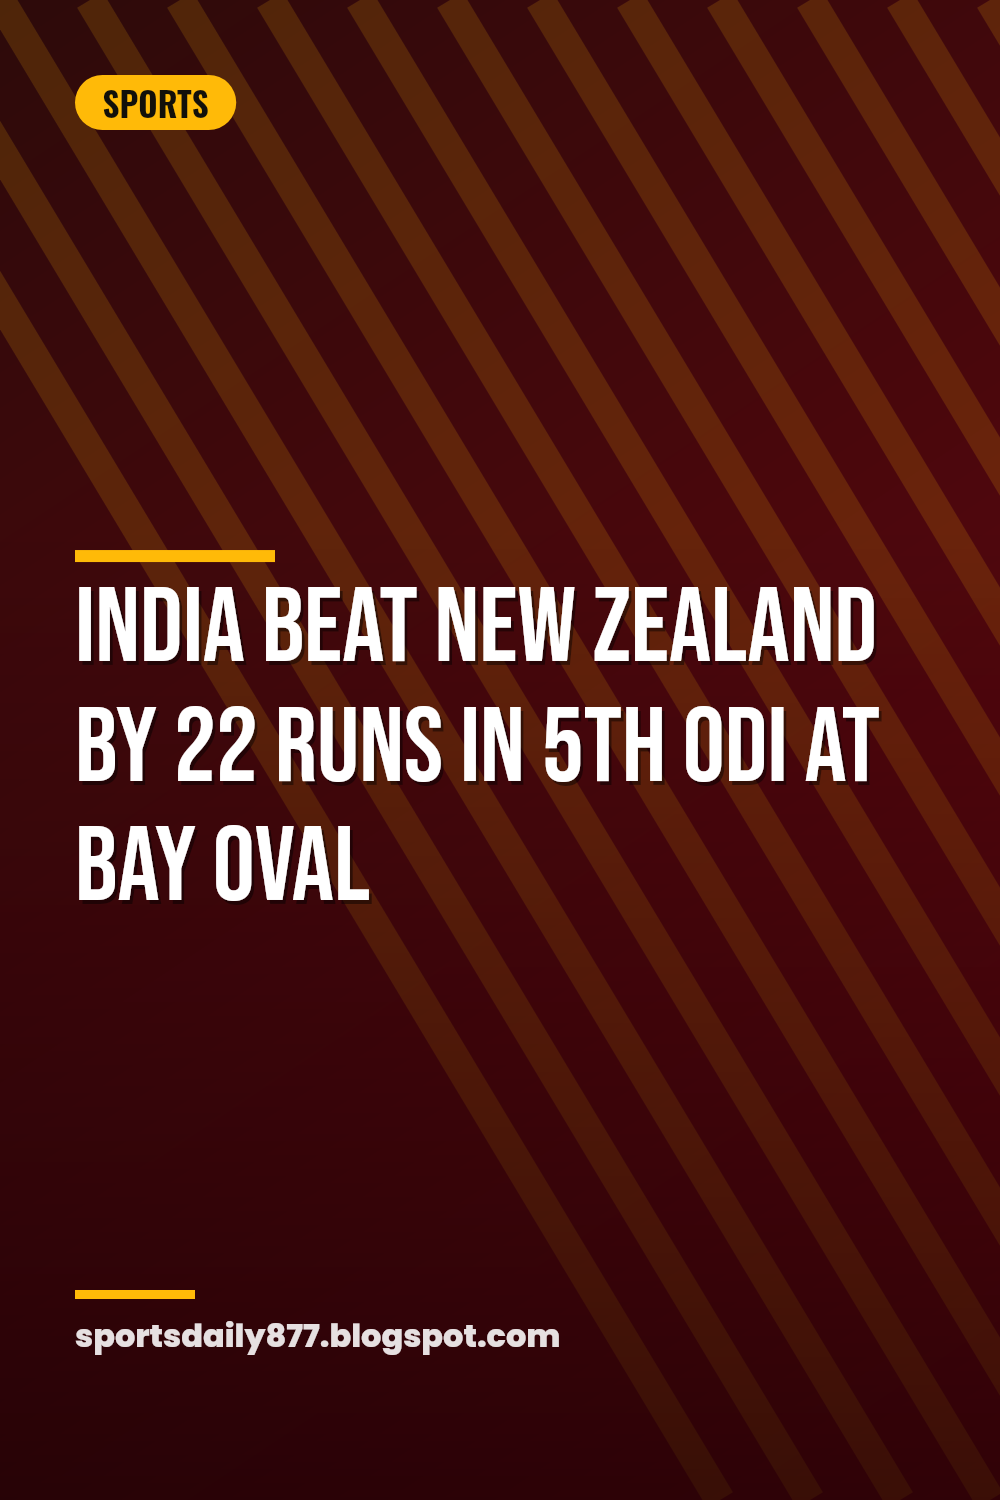 SPORTS
INDIA BEAT NEW ZEALAND
BY 22 RUNS IN 5TH ODI AT
BAY OVAL
sportsdaily877.blogspot.com